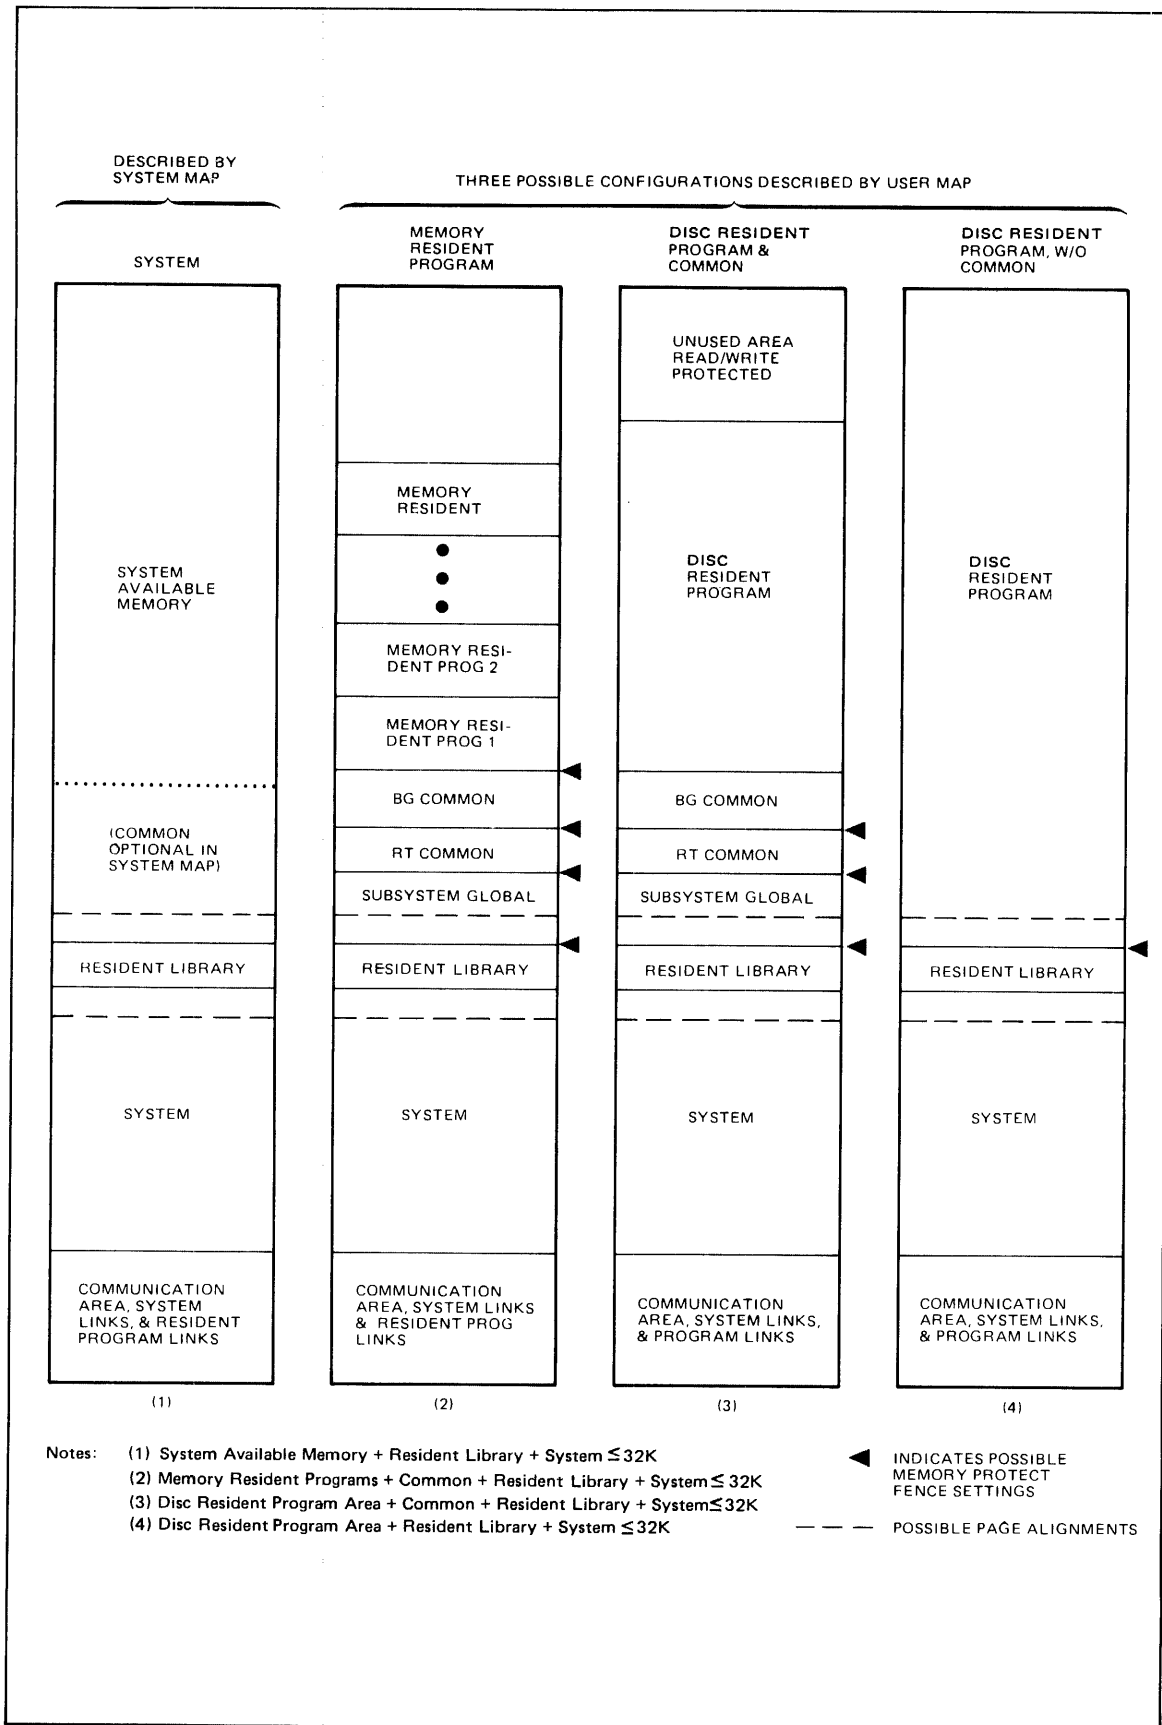 DESCRIBED BY
SYSTEM MAP
THREE POSSIBLE CONFIGURATIONS DESCRIBED BY USER MAP
SYSTEM
MEMORY
RESIDENT
PROGRAM
DISC RESIDENT
PROGRAM &
COMMON
DISC RESIDENT
PROGRAM, W/O
COMMON
SYSTEM
AVAILABLE
MEMORY
(COMMON
OPTIONAL IN
SYSTEM MAP)
RESIDENT LIBRARY
SYSTEM
COMMUNICATION
AREA, SYSTEM
LINKS, & RESIDENT
PROGRAM LINKS
(1)
MEMORY
RESIDENT
MEMORY RESI-
DENT PROG 2
MEMORY RESI-
DENT PROG 1
BG COMMON
RT COMMON
SUBSYSTEM GLOBAL
RESIDENT LIBRARY
SYSTEM
COMMUNICATION
AREA, SYSTEM LINKS
& RESIDENT PROG
LINKS
(2)
UNUSED AREA
READ/WRITE
PROTECTED
DISC
RESIDENT
PROGRAM
BG COMMON
RT COMMON
SUBSYSTEM GLOBAL
RESIDENT LIBRARY
SYSTEM
COMMUNICATION
AREA, SYSTEM LINKS,
& PROGRAM LINKS
(3)
DISC
RESIDENT
PROGRAM
RESIDENT LIBRARY
SYSTEM
COMMUNICATION
AREA, SYSTEM LINKS,
& PROGRAM LINKS
(4)
Notes: (1) System Available Memory + Resident Library + System ≤32K
(2) Memory Resident Programs + Common + Resident Library + System≤ 32K
(3) Disc Resident Program Area + Common + Resident Library + System≤32K
(4) Disc Resident Program Area + Resident Library + System ≤32K
INDICATES POSSIBLE
MEMORY PROTECT
FENCE SETTINGS
POSSIBLE PAGE ALIGNMENTS